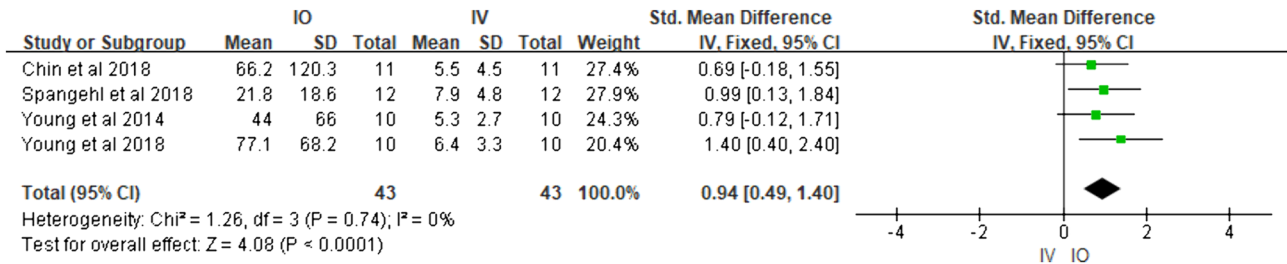 IO IV Std. Mean Difference Std. Mean Difference
Study or Subgroup Mean SD Total Mean SD Total Weight IV, Fixed, 95% CI IV, Fixed, 95% CI
Chin et al 2018 66.2 120.3 11 5.5 4.5 11 27.4% 0.69 [-0.18, 1.55]
Spangehl et al 2018 21.8 18.6 12 7.9 4.8 12 27.9% 0.99 [0.13, 1.84]
Young et al 2014 44 66 10 5.3 2.7 10 24.3% 0.79 [-0.12, 1.71]
Young et al 2018 77.1 68.2 10 6.4 3.3 10 20.4% 1.40 [0.40, 2.40]
Total (95% CI) 43 43 100.0% 0.94 [0.49, 1.40]
Heterogeneity: Chi² = 1.26, df = 3 (P = 0.74); I² = 0%
Test for overall effect: Z = 4.08 (P < 0.0001)
-4 -2 0 2 4
IV IO